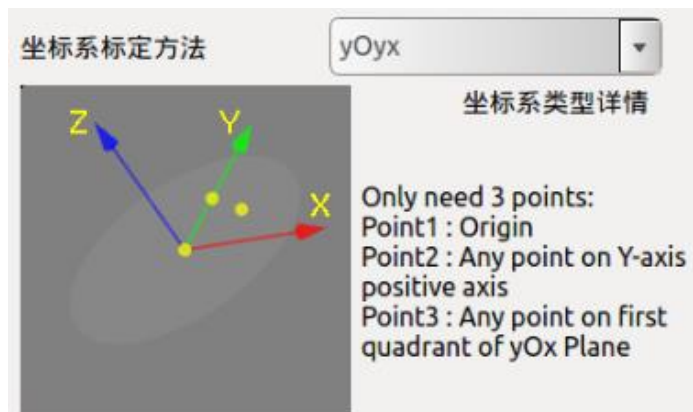 坐标系标定方法
yOyx
坐标系类型详情
Z
Y
X
Only need 3 points:
Point1 : Origin
Point2 : Any point on Y-axis
positive axis
Point3 : Any point on first
quadrant of yOx Plane